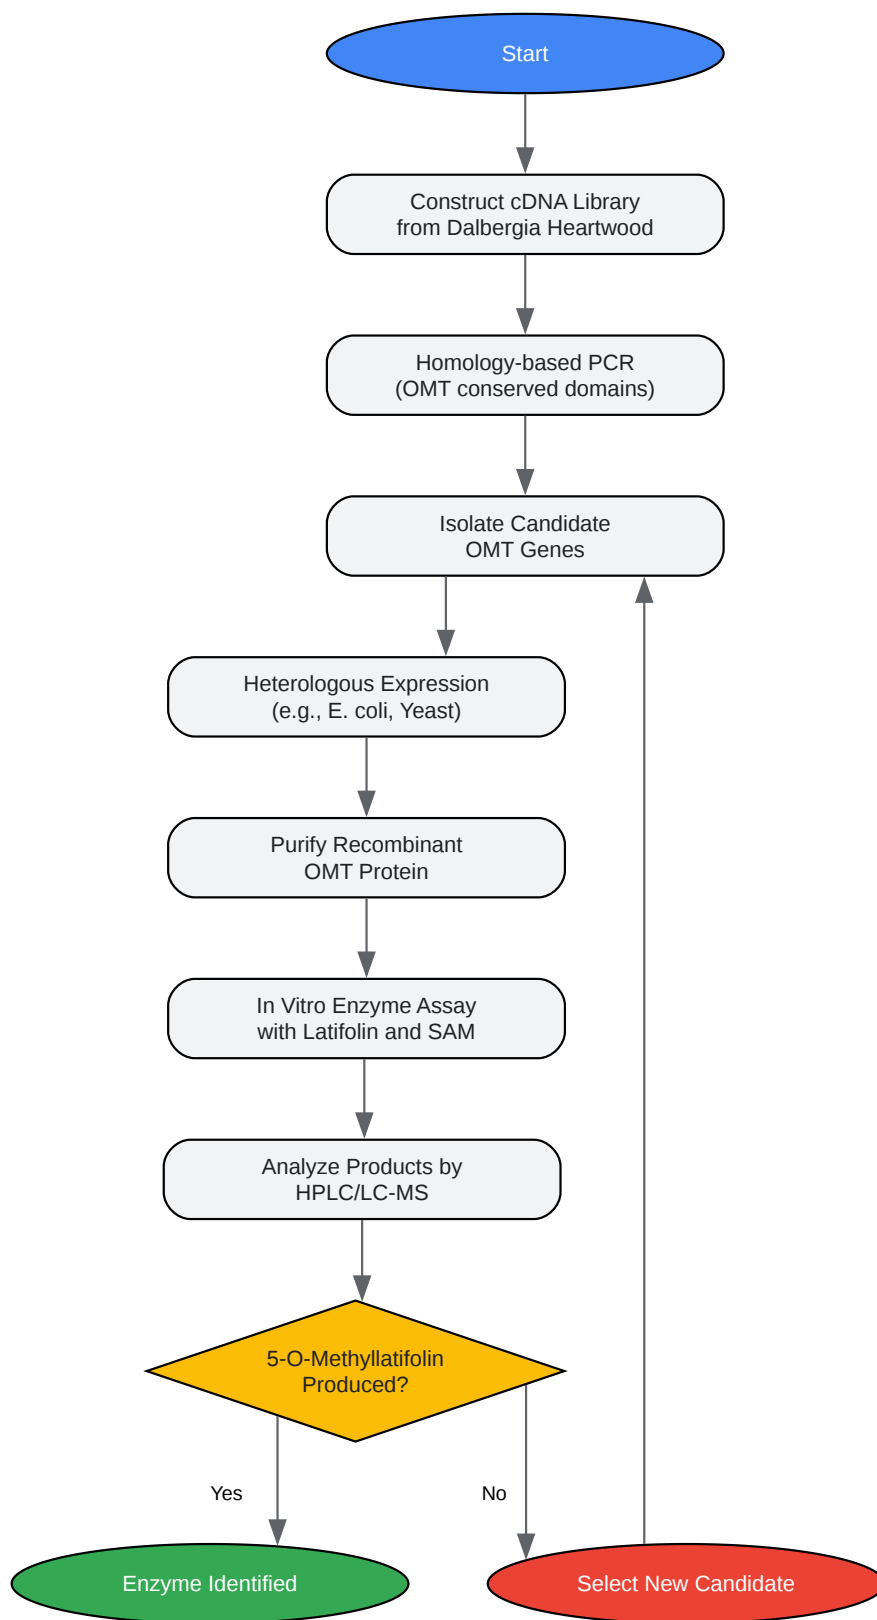 Start
Construct cDNA Library
from Dalbergia Heartwood
Homology-based PCR
(OMT conserved domains)
Isolate Candidate
OMT Genes
Heterologous Expression
(e.g., E. coli, Yeast)
Purify Recombinant
OMT Protein
In Vitro Enzyme Assay
with Latifolin and SAM
Analyze Products by
HPLC/LC-MS
5-O-Methyllatifolin
Produced?
Yes
No
Enzyme Identified
Select New Candidate